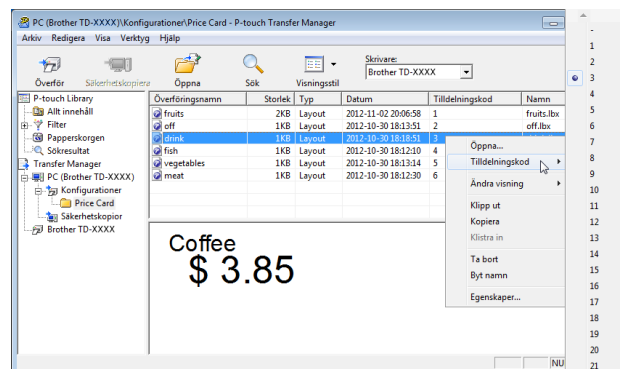 PC (Brother TD-XXXX)\Konfigurationer\Price Card - P-touch Transfer Manager
Arkiv Redigera Visa Verktyg Hjälp
Skrivare:
Brother TD-XXXX
Överför Säkerhetskopiera Öppna Sök Visningsstil
P-touch Library
Allt innehåll
Filter
Papperskorgen
Sökresultat
Transfer Manager
PC (Brother TD-XXXX)
Konfigurationer
Price Card
Säkerhetskopior
Brother TD-XXXX
Överföringsnamn Storlek Typ Datum Tilldelningskod Namn
fruits 2KB Layout 2012-11-02 20:06:58 1 fruits.lbx
off 1KB Layout 2012-10-30 18:13:51 2 off.lbx
drink 1KB Layout 2012-10-30 18:18:51 3
fish 1KB Layout 2012-10-30 18:12:10 4
vegetables 1KB Layout 2012-10-30 18:13:14 5
meat 1KB Layout 2012-10-30 18:12:30 6
Coffee
$ 3.85
Öppna...
Tilldelningskod
Ändra visning
Klipp ut
Kopiera
Klistra in
Ta bort
Byt namn
Egenskaper...
NU
-
1
2
3
4
5
6
7
8
9
10
11
12
13
14
15
16
17
18
19
20
21